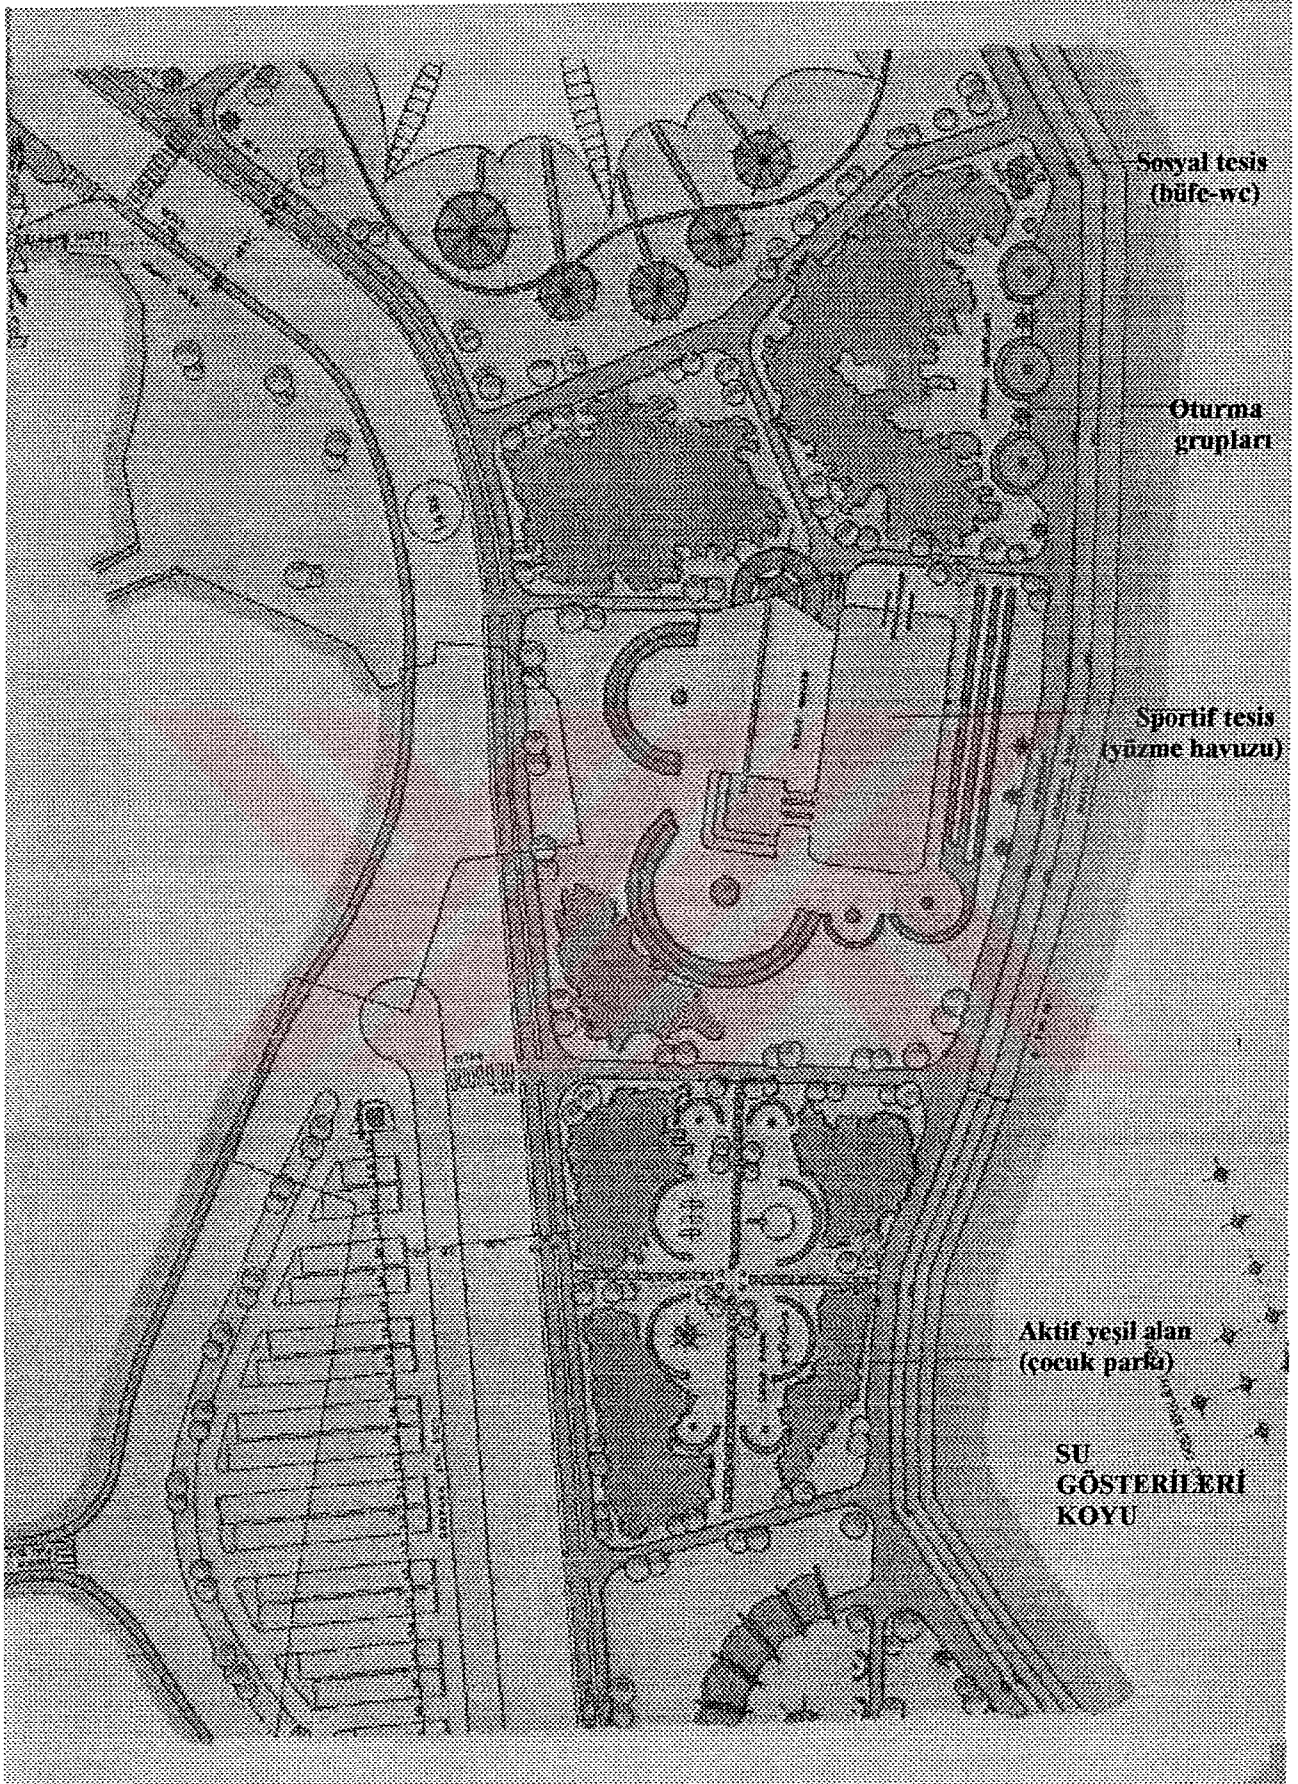 Sosyal tesis
(büfe-wc)
Oturma
grupları
Sportif tesis
(yüzme havuzu)
Aktif yeşil alan
(çocuk parkı)
SU
GÖSTERİLERİ
KOYU